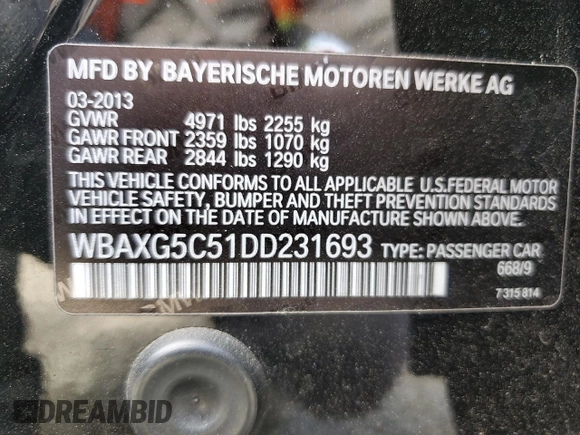 MFD BY BAYERISCHE MOTOREN WERKE AG
03-2013
GVWR 4971 lbs 2255 kg
GAWR FRONT 2359 lbs 1070 kg
GAWR REAR 2844 lbs 1290 kg
THIS VEHICLE CONFORMS TO ALL APPLICABLE U.S.FEDERAL MOTOR
VEHICLE SAFETY, BUMPER AND THEFT PREVENTION
STANDARDS IN EFFECT ON THE DATE OF MANUFACTURE SHOWN ABOVE.
WBAXG5C51DD231693 TYPE: PASSENGER CAR
668/9
7 315 814
DREAMBID